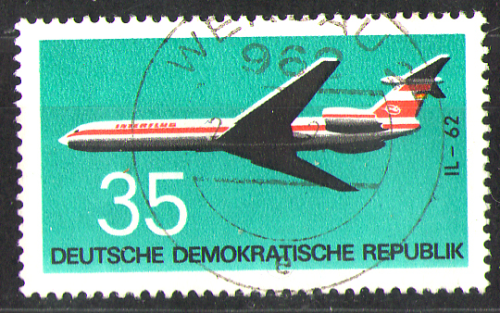 962
INTERFLUG
IL-62
35
DEUTSCHE DEMOKRATISCHE REPUBLIK